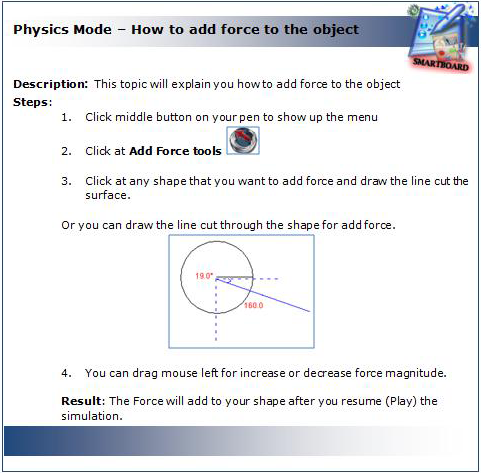 Physics Mode – How to add force to the object
SMARTBOARD
Description: This topic will explain you how to add force to the object
Steps:
1. Click middle button on your pen to show up the menu
2. Click at Add Force tools
3. Click at any shape that you want to add force and draw the line cut the
surface.
Or you can draw the line cut through the shape for add force.
19.0°
160.0
4. You can drag mouse left for increase or decrease force magnitude.
Result: The Force will add to your shape after you resume (Play) the
simulation.